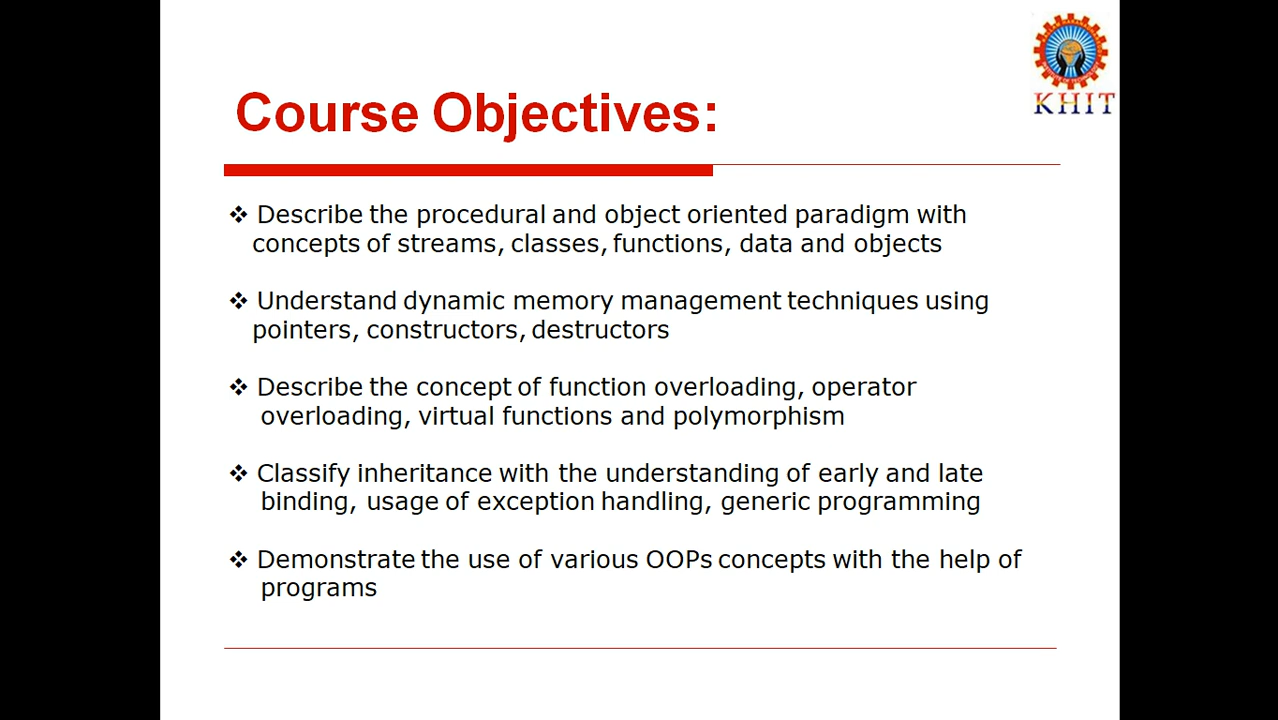 KHIT
Course Objectives:
❖ Describe the procedural and object oriented paradigm with
concepts of streams, classes, functions, data and objects
❖ Understand dynamic memory management techniques using
pointers, constructors, destructors
❖ Describe the concept of function overloading, operator
overloading, virtual functions and polymorphism
❖ Classify inheritance with the understanding of early and late
binding, usage of exception handling, generic programming
❖ Demonstrate the use of various OOPs concepts with the help of
programs